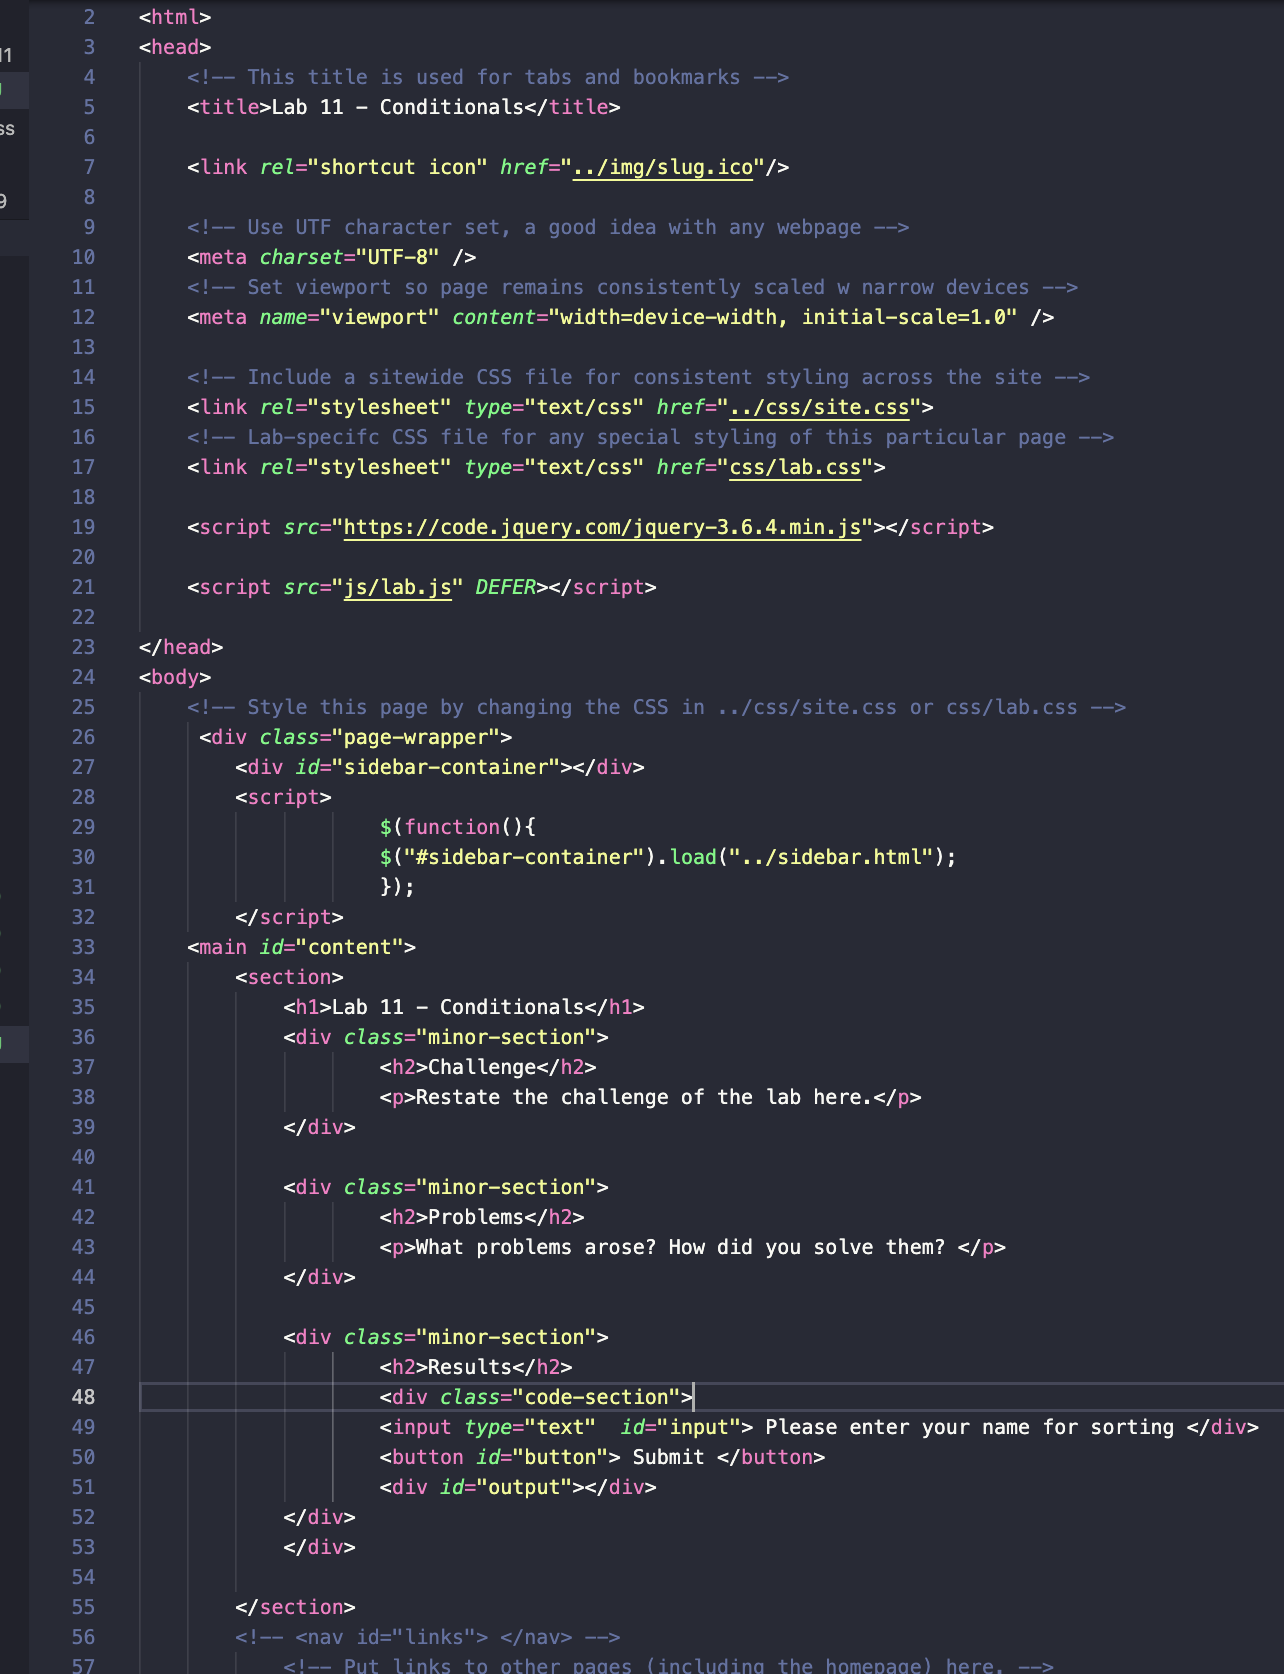 11
ss
9
2 <html>
3 <head>
4 <!-- This title is used for tabs and bookmarks -->
5 <title>Lab 11 - Conditionals</title>
6
7 <link rel="shortcut icon" href="../img/slug.ico"/>
8
9 <!-- Use UTF character set, a good idea with any webpage -->
10 <meta charset="UTF-8" />
11 <!-- Set viewport so page remains consistently scaled w narrow devices -->
12 <meta name="viewport" content="width=device-width, initial-scale=1.0" />
13
14 <!-- Include a sitewide CSS file for consistent styling across the site -->
15 <link rel="stylesheet" type="text/css" href="../css/site.css">
16 <!-- Lab-specifc CSS file for any special styling of this particular page -->
17 <link rel="stylesheet" type="text/css" href="css/lab.css">
18
19 <script src="https://code.jquery.com/jquery-3.6.4.min.js"></script>
20
21 <script src="js/lab.js" DEFER></script>
22
23 </head>
24 <body>
25 <!-- Style this page by changing the CSS in ../css/site.css or css/lab.css -->
26 <div class="page-wrapper">
27 <div id="sidebar-container"></div>
28 <script>
29 $(function(){
30 $("#sidebar-container").load("../sidebar.html");
31 });
32 </script>
33 <main id="content">
34 <section>
35 <h1>Lab 11 - Conditionals</h1>
36 <div class="minor-section">
37 <h2>Challenge</h2>
38 <p>Restate the challenge of the lab here.</p>
39 </div>
40
41 <div class="minor-section">
42 <h2>Problems</h2>
43 <p>What problems arose? How did you solve them? </p>
44 </div>
45
46 <div class="minor-section">
47 <h2>Results</h2>
48 <div class="code-section">
49 <input type="text"  id="input"> Please enter your name for sorting </div>
50 <button id="button"> Submit </button>
51 <div id="output"></div>
52 </div>
53 </div>
54
55 </section>
56 <!-- <nav id="links"> </nav> -->
57 <!-- Put links to other pages (including the homepage) here. -->